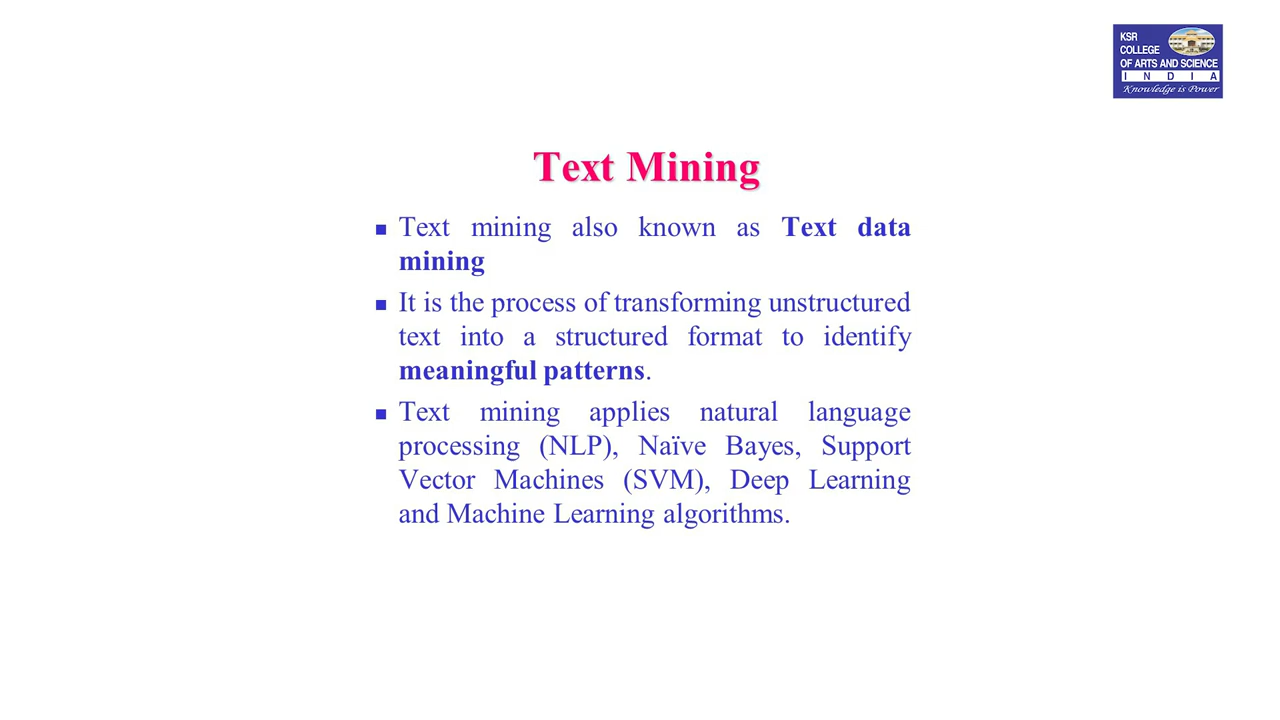 KSR
COLLEGE
OF ARTS AND SCIENCE
I N D I A
Knowledge is Power
Text Mining
Text mining also known as Text data
mining
It is the process of transforming unstructured
text into a structured format to identify
meaningful patterns.
Text mining applies natural language
processing (NLP), Naïve Bayes, Support
Vector Machines (SVM), Deep Learning
and Machine Learning algorithms.